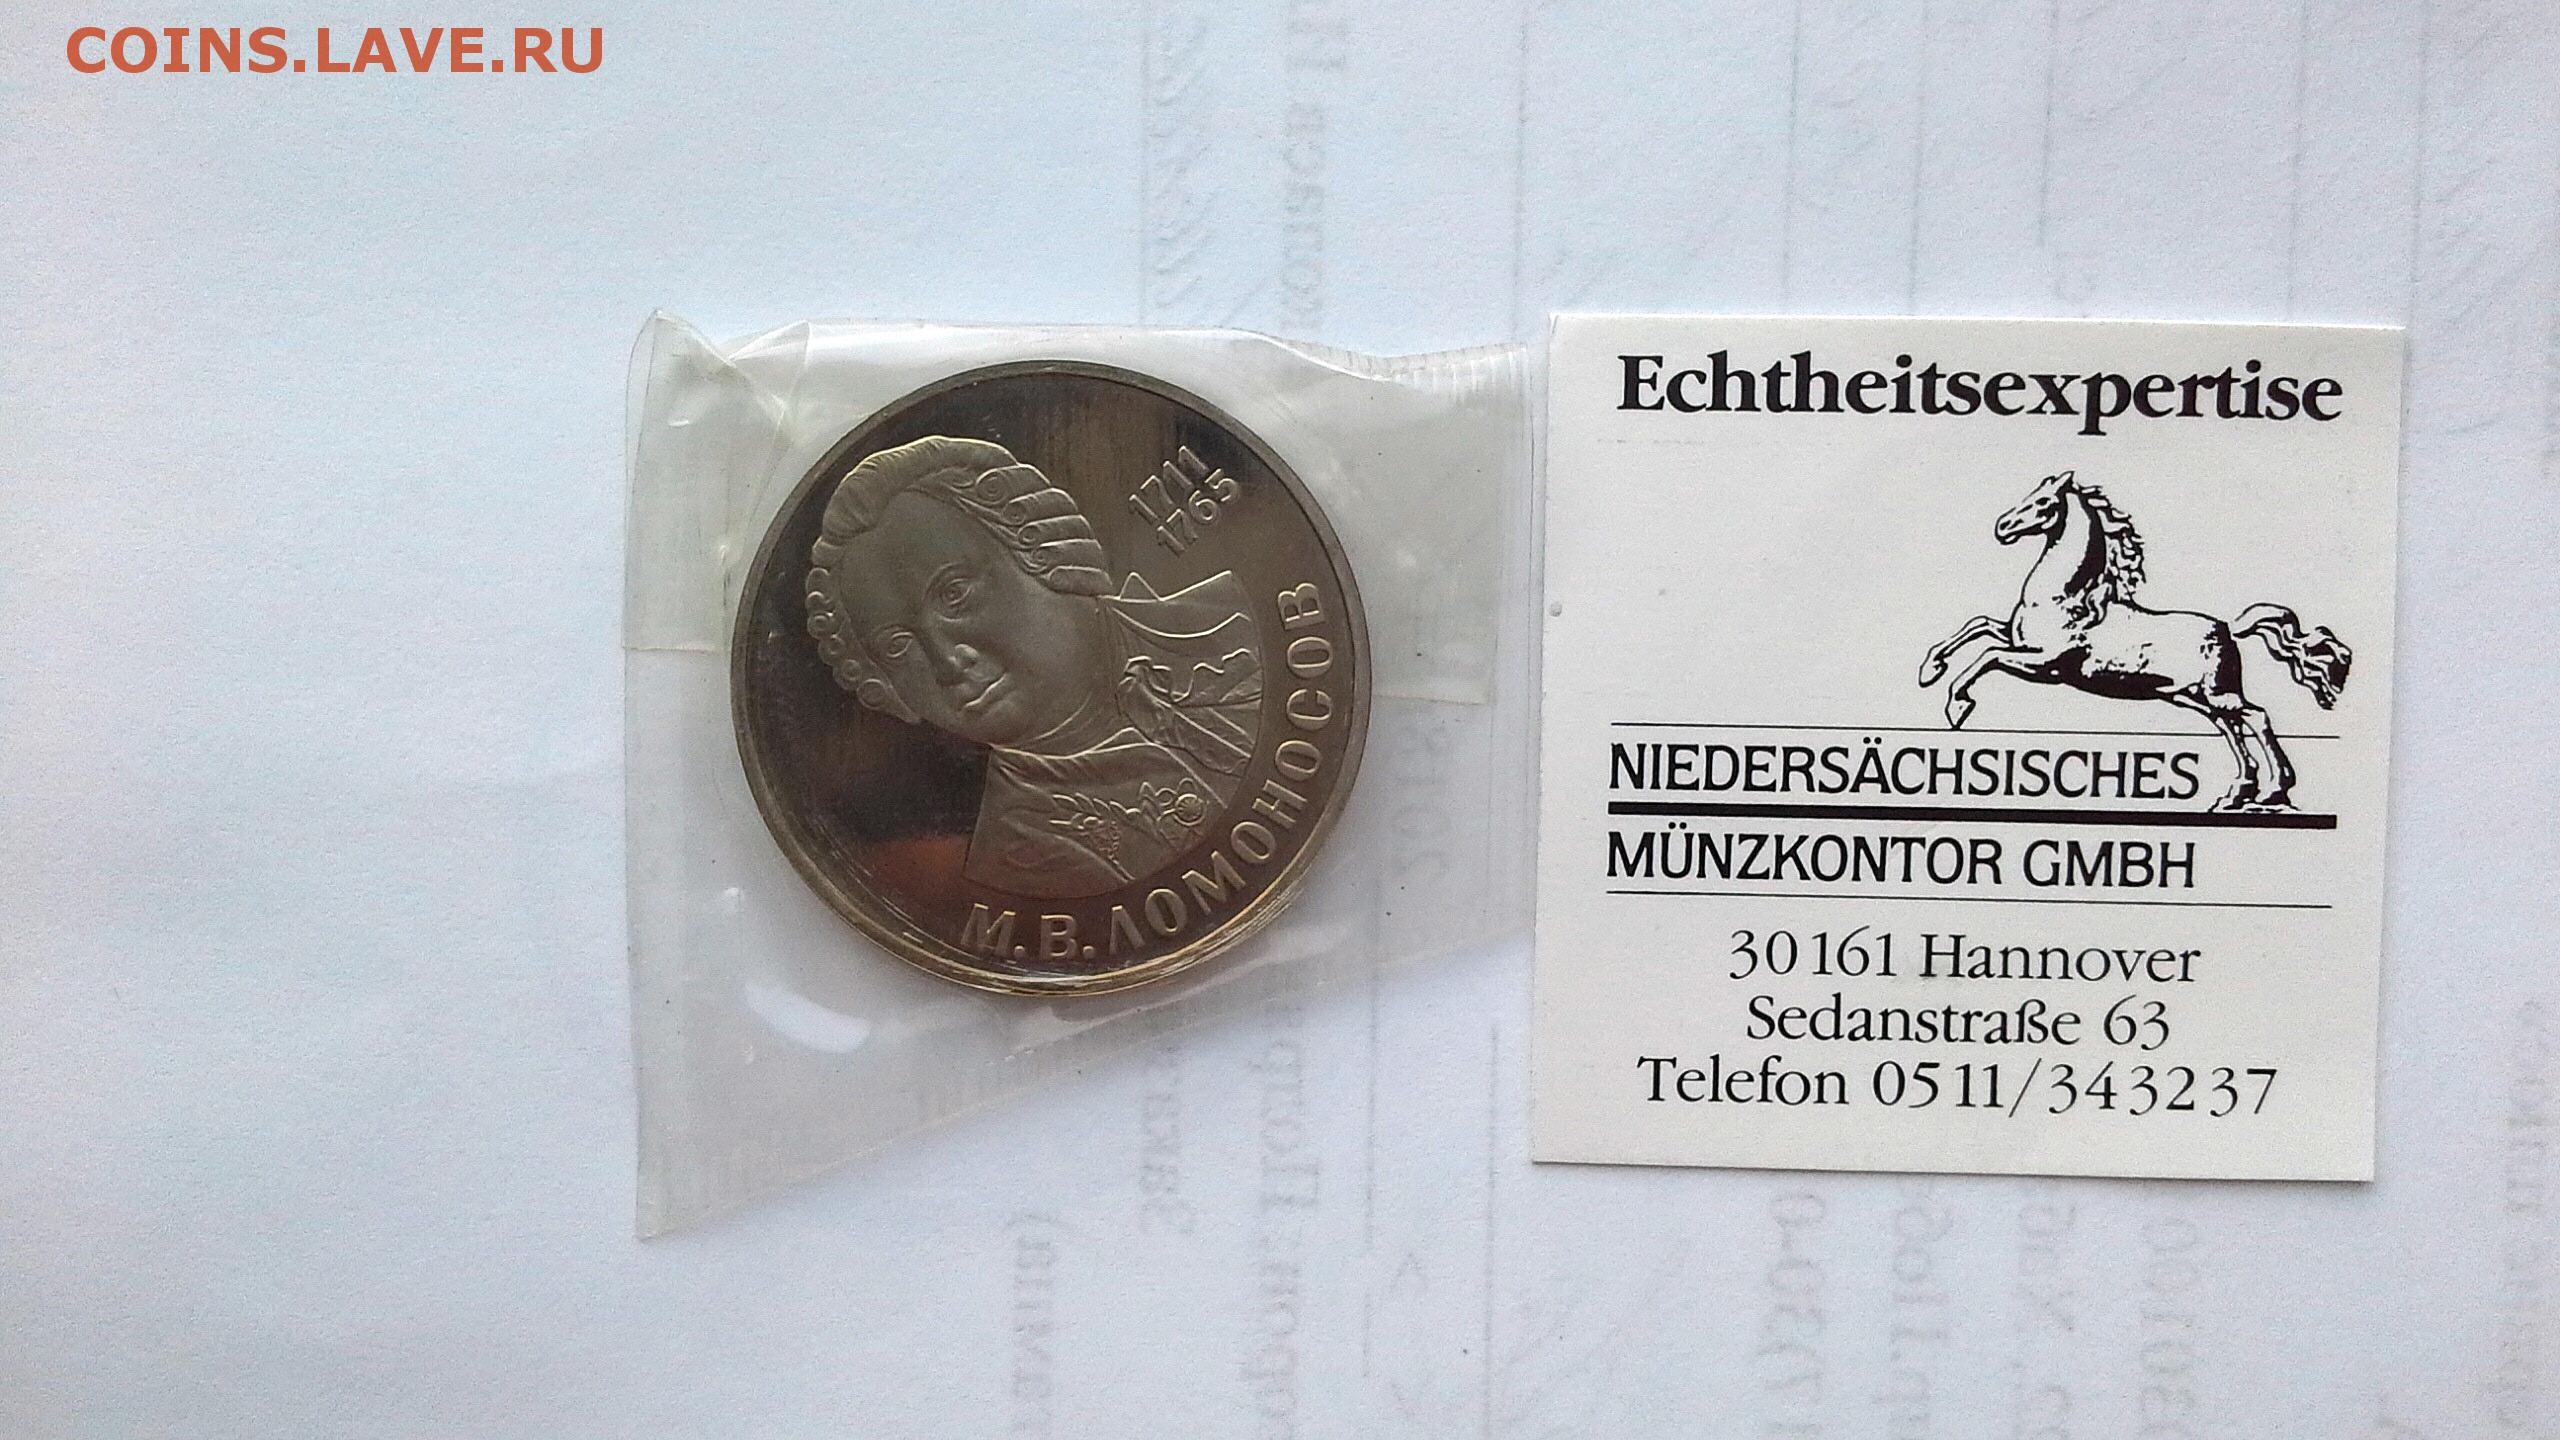 COINS.LAVE.RU
1711
1765
М.В.ЛОМОНОСОВ
Echtheitsexpertise
NIEDERSÄCHSISCHES
MÜNZKONTOR GMBH
30161 Hannover
Sedanstraße 63
Telefon 0511/343237